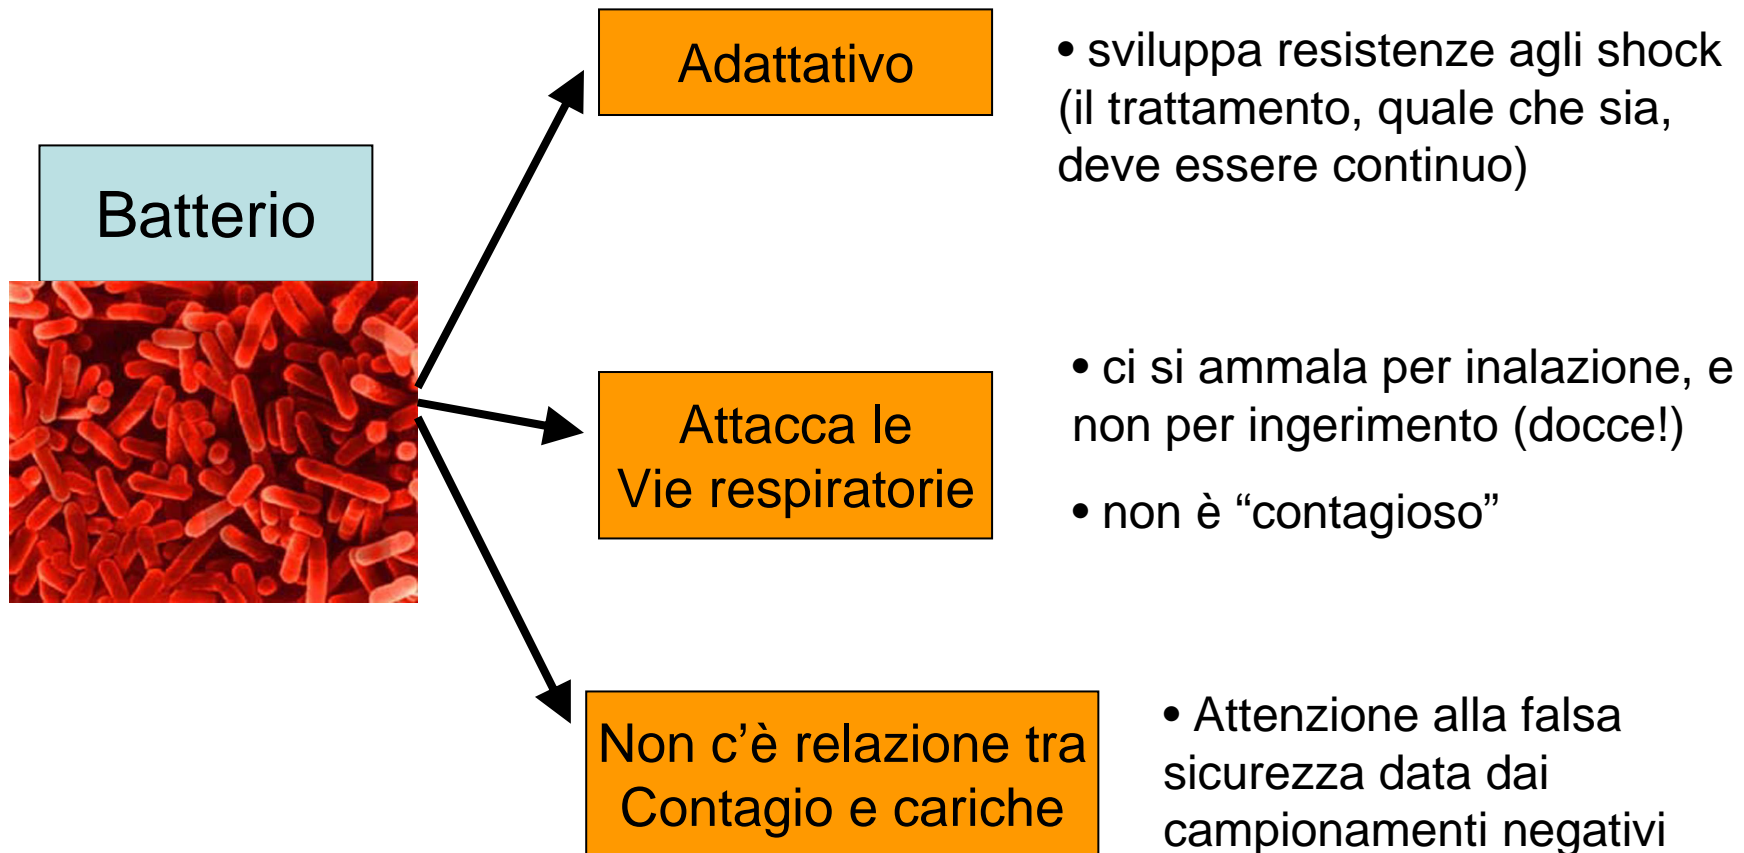 Batterio
Adattativo
• sviluppa resistenze agli shock
(il trattamento, quale che sia,
deve essere continuo)
Attacca le
Vie respiratorie
• ci si ammala per inalazione, e
non per ingerimento (docce!)
• non è “contagioso”
Non c’è relazione tra
Contagio e cariche
• Attenzione alla falsa
sicurezza data dai
campionamenti negativi